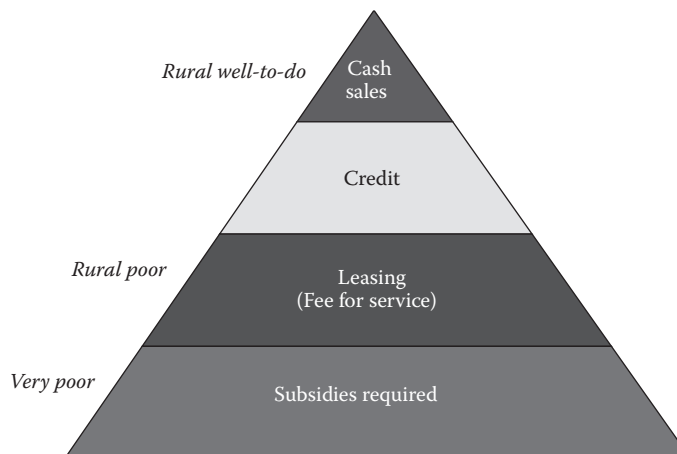 Rural well-to-do
Cash
sales
Credit
Rural poor
Leasing
(Fee for service)
Very poor
Subsidies required